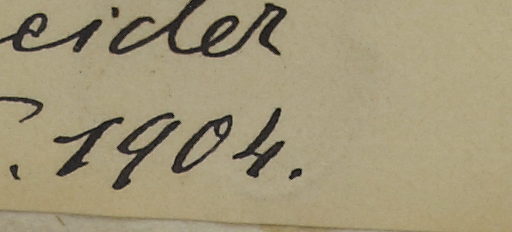 eider
. 1904.